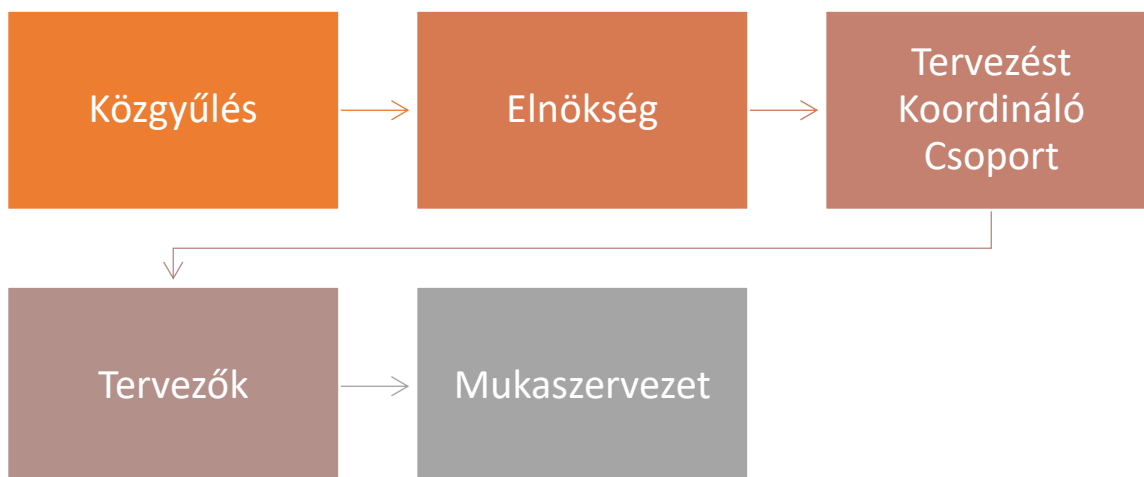 Közgyűlés
Elnökség
Tervezést
Koordináló
Csoport
Tervezők
Mukaszervezet